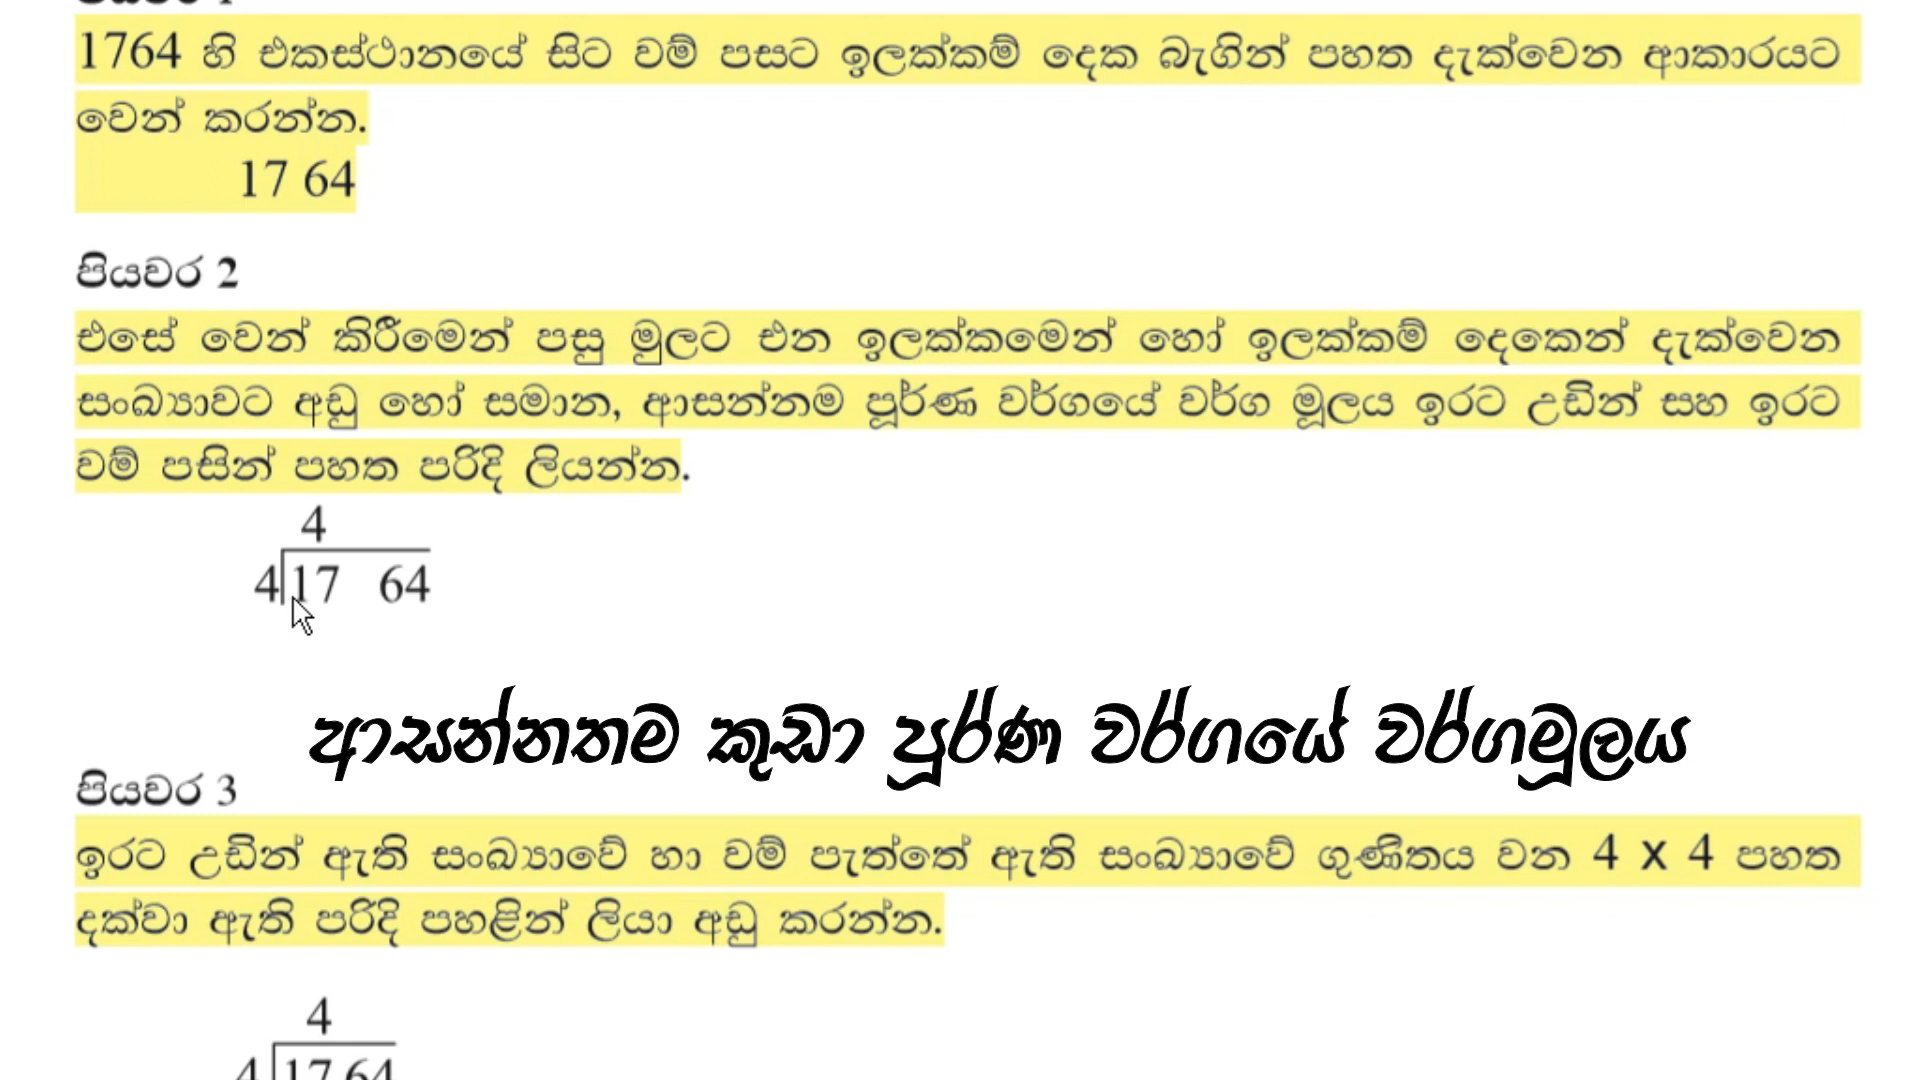 1764 හි එකස්ථානයේ සිට වම් පසට ඉලක්කම් දෙක බැගින් පහත දැක්වෙන ආකාරයට
වෙන් කරන්න.
17 64
පියවර 2
එසේ වෙන් කිරීමෙන් පසු මුලට එන ඉලක්කමෙන් හෝ ඉලක්කම් දෙකෙන් දැක්වෙන
සංඛ්‍යාවට අඩු හෝ සමාන, ආසන්නම පූර්ණ වර්ගයේ වර්ග මූලය ඉරට උඩින් සහ ඉරට
වම් පසින් පහත පරිදි ලියන්න.
4
4 17 64
ආසන්නතම කුඩා පූර්ණ වර්ගයේ වර්ගමූලය
පියවර 3
ඉරට උඩින් ඇති සංඛ්‍යාවේ හා වම් පැත්තේ ඇති සංඛ්‍යාවේ ගුණිතය වන 4 x 4 පහත
දක්වා ඇති පරිදි පහළින් ලියා අඩු කරන්න.
4
4 17 64